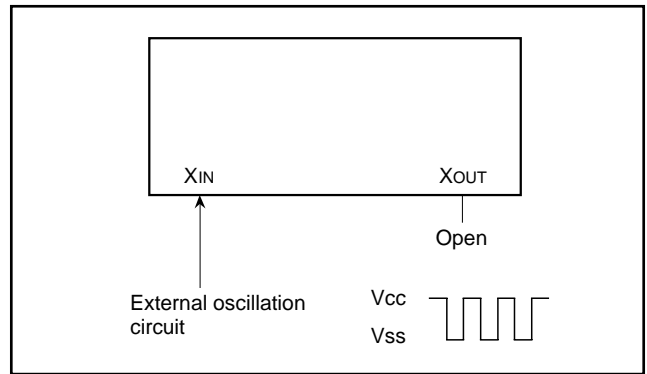 XIN XOUT
Open
External oscillation
circuit
Vcc
Vss